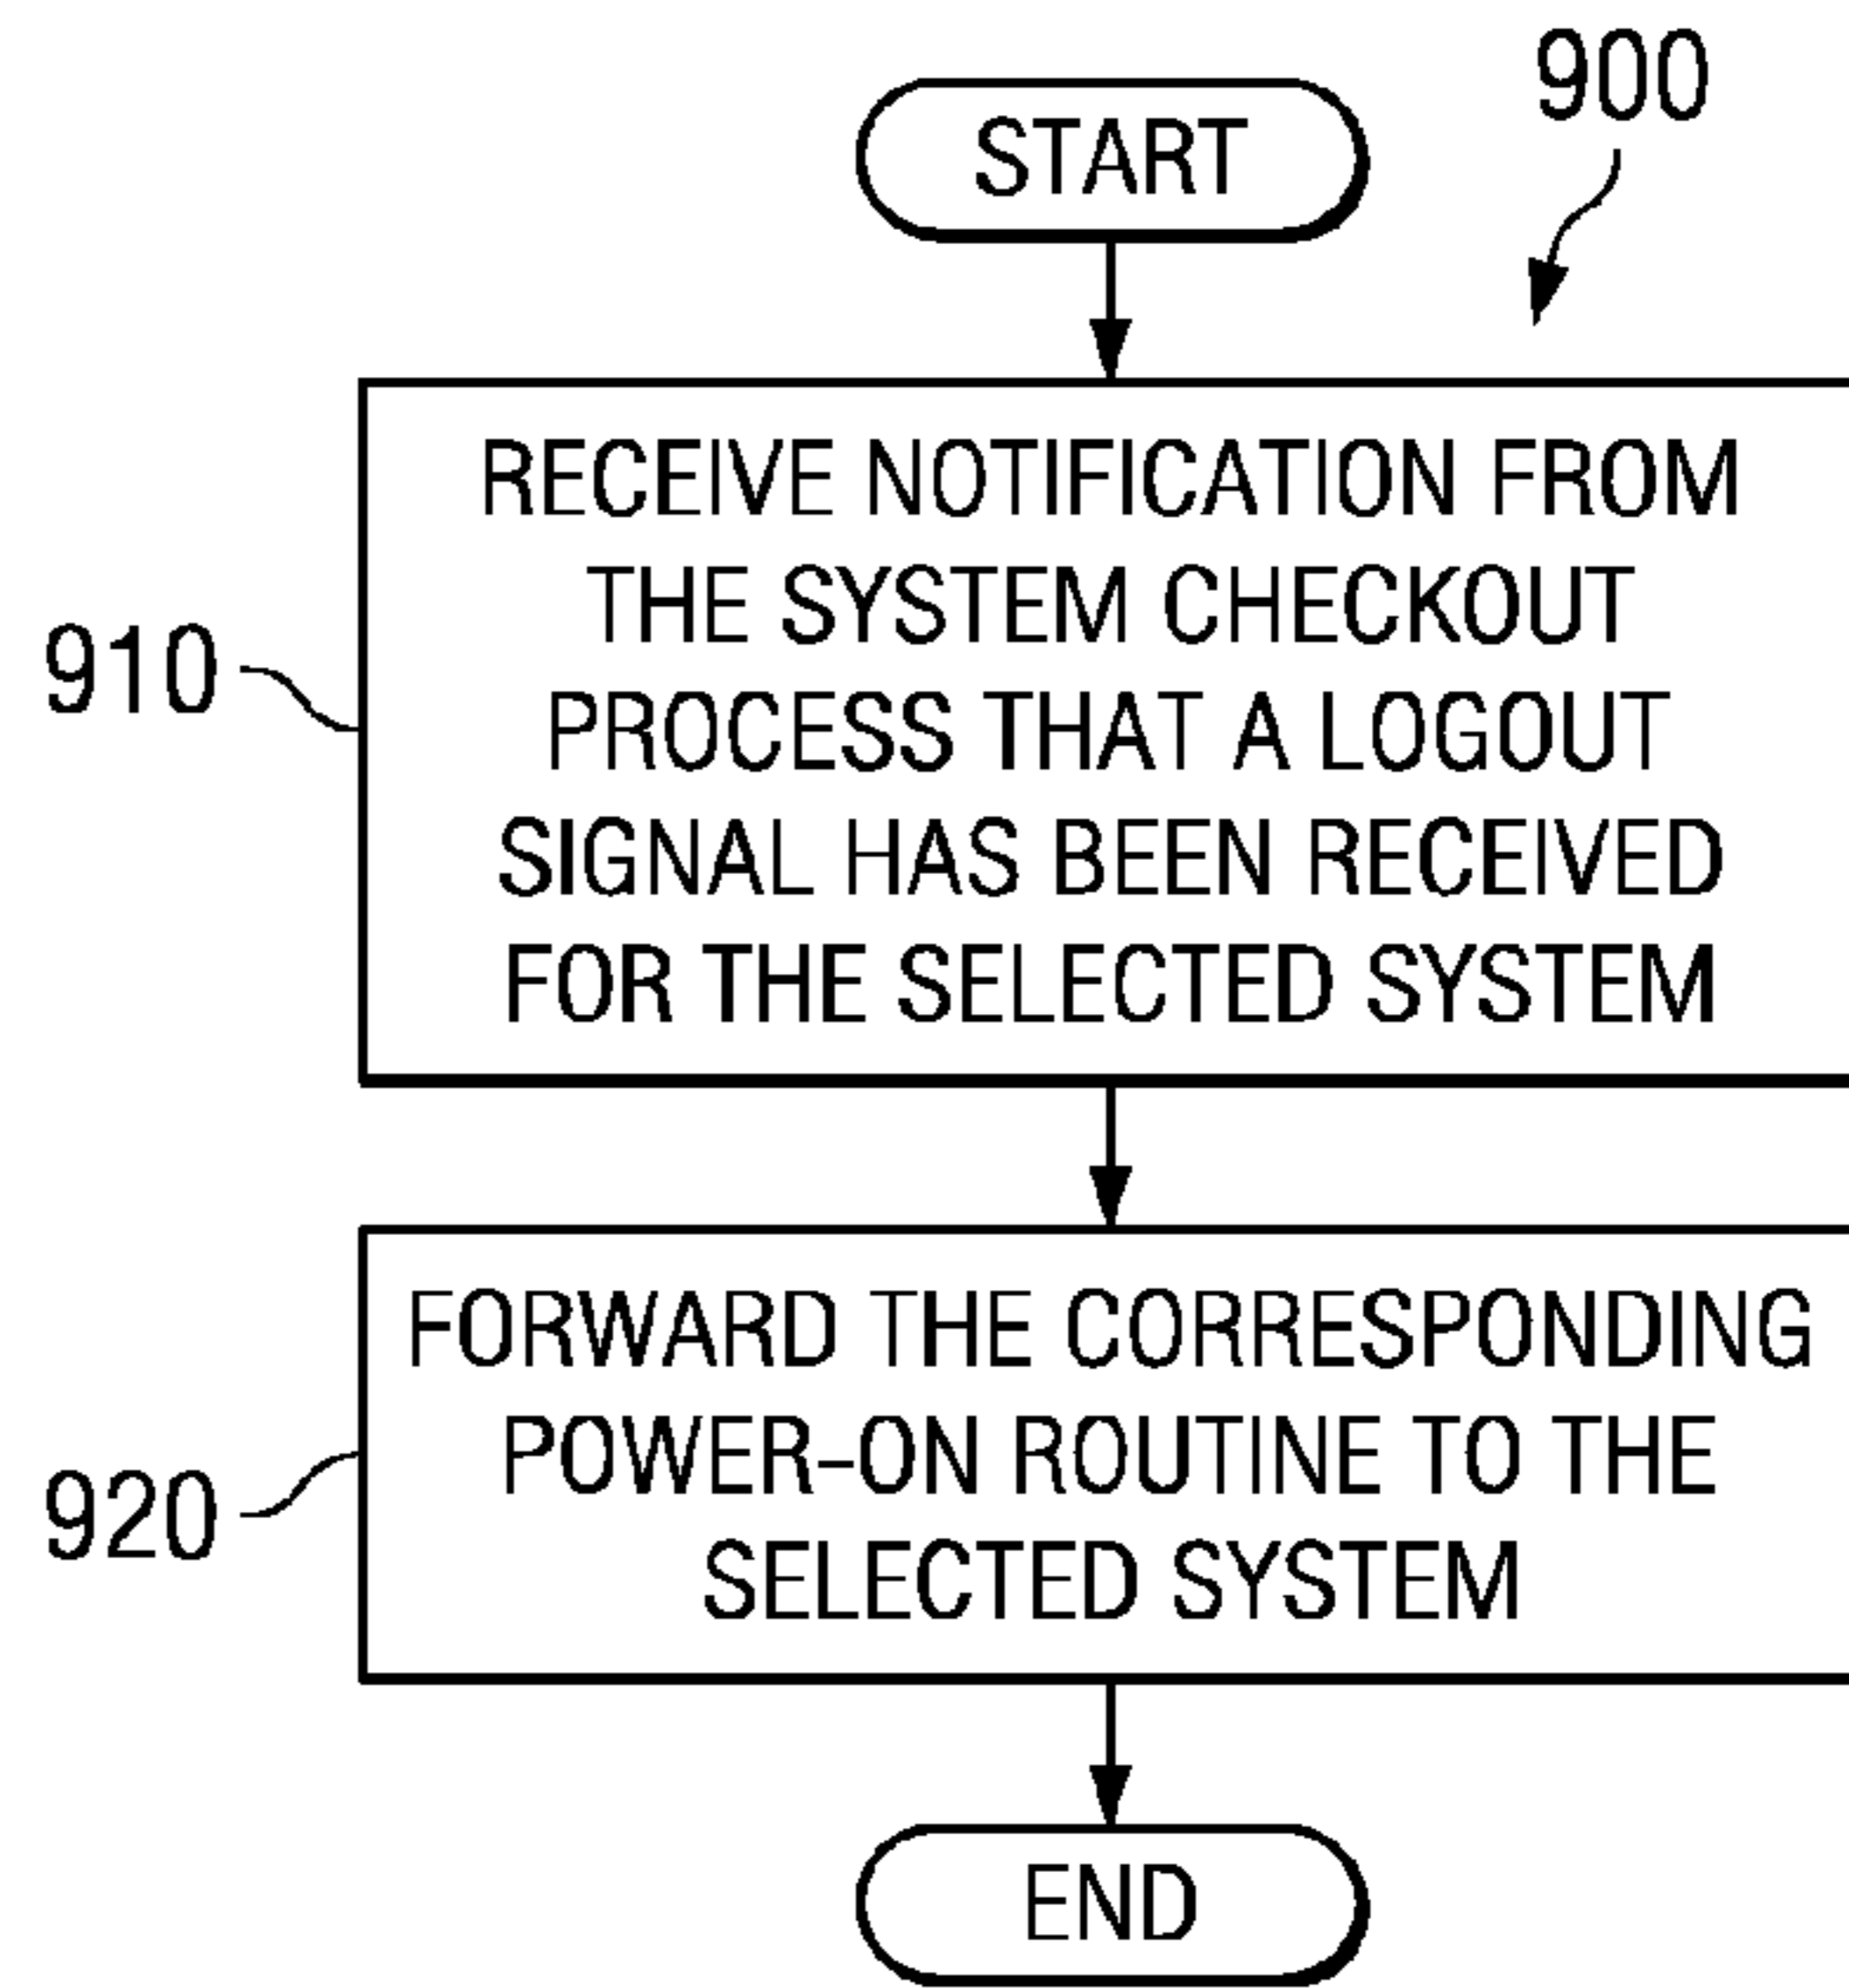 900
START
RECEIVE NOTIFICATION FROM
THE SYSTEM CHECKOUT
PROCESS THAT A LOGOUT
SIGNAL HAS BEEN RECEIVED
FOR THE SELECTED SYSTEM
910
FORWARD THE CORRESPONDING
POWER-ON ROUTINE TO THE
SELECTED SYSTEM
920
END